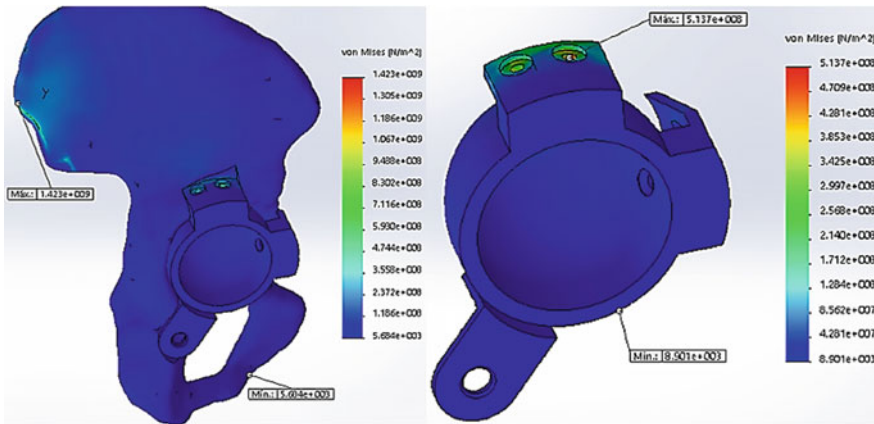 von Mises (N/m^2)
1.423e+009
1.305e+009
1.186e+009
1.067e+009
9.488e+008
8.302e+008
7.116e+008
5.930e+008
4.744e+008
3.558e+008
2.372e+008
1.186e+008
5.684e+003
Máx.: 1.423e+009
Mín.: 5.684e+003
Máx.: 5.137e+008
von Mises (N/m^2)
5.137e+008
4.709e+008
4.281e+008
3.853e+008
3.425e+008
2.997e+008
2.568e+008
2.140e+008
1.712e+008
1.284e+008
8.562e+007
4.281e+007
8.901e+003
Mín.: 8.901e+003